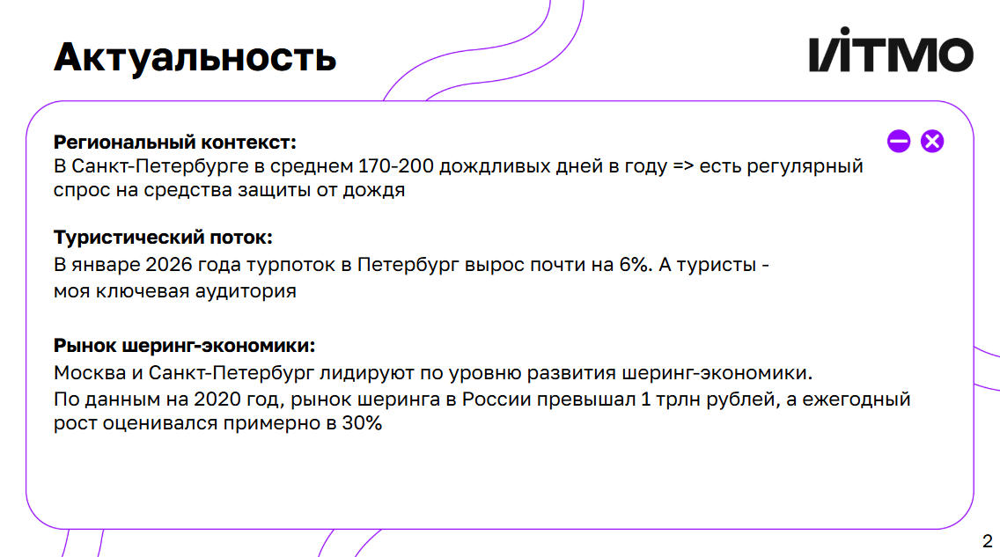 Актуальность
ИТМО
Региональный контекст:
В Санкт-Петербурге в среднем 170-200 дождливых дней в году => есть регулярный
спрос на средства защиты от дождя
Туристический поток:
В январе 2026 года турпоток в Петербург вырос почти на 6%. А туристы -
моя ключевая аудитория
Рынок шеринг-экономики:
Москва и Санкт-Петербург лидируют по уровню развития шеринг-экономики.
По данным на 2020 год, рынок шеринга в России превышал 1 трлн рублей, а ежегодный
рост оценивался примерно в 30%
2